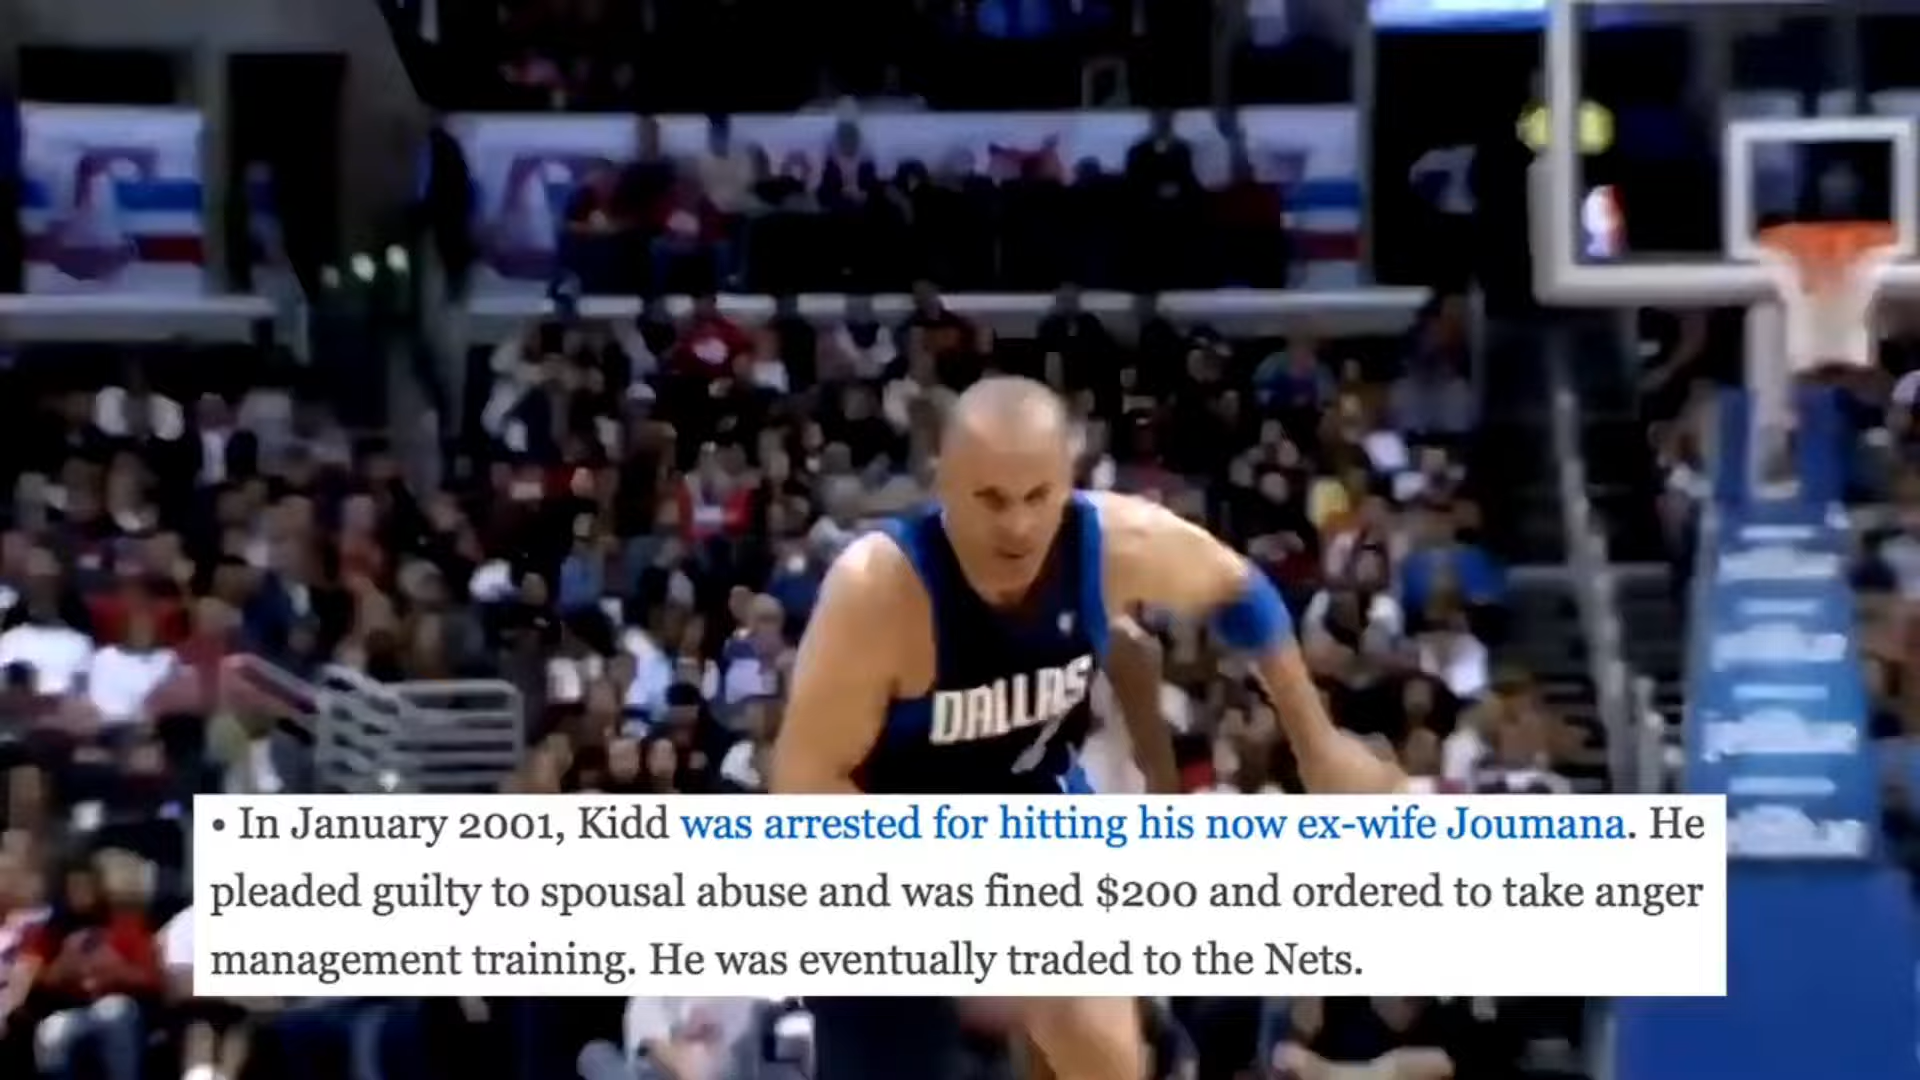 DALLAS
• In January 2001, Kidd was arrested for hitting his now ex-wife Joumana. He
pleaded guilty to spousal abuse and was fined $200 and ordered to take anger
management training. He was eventually traded to the Nets.